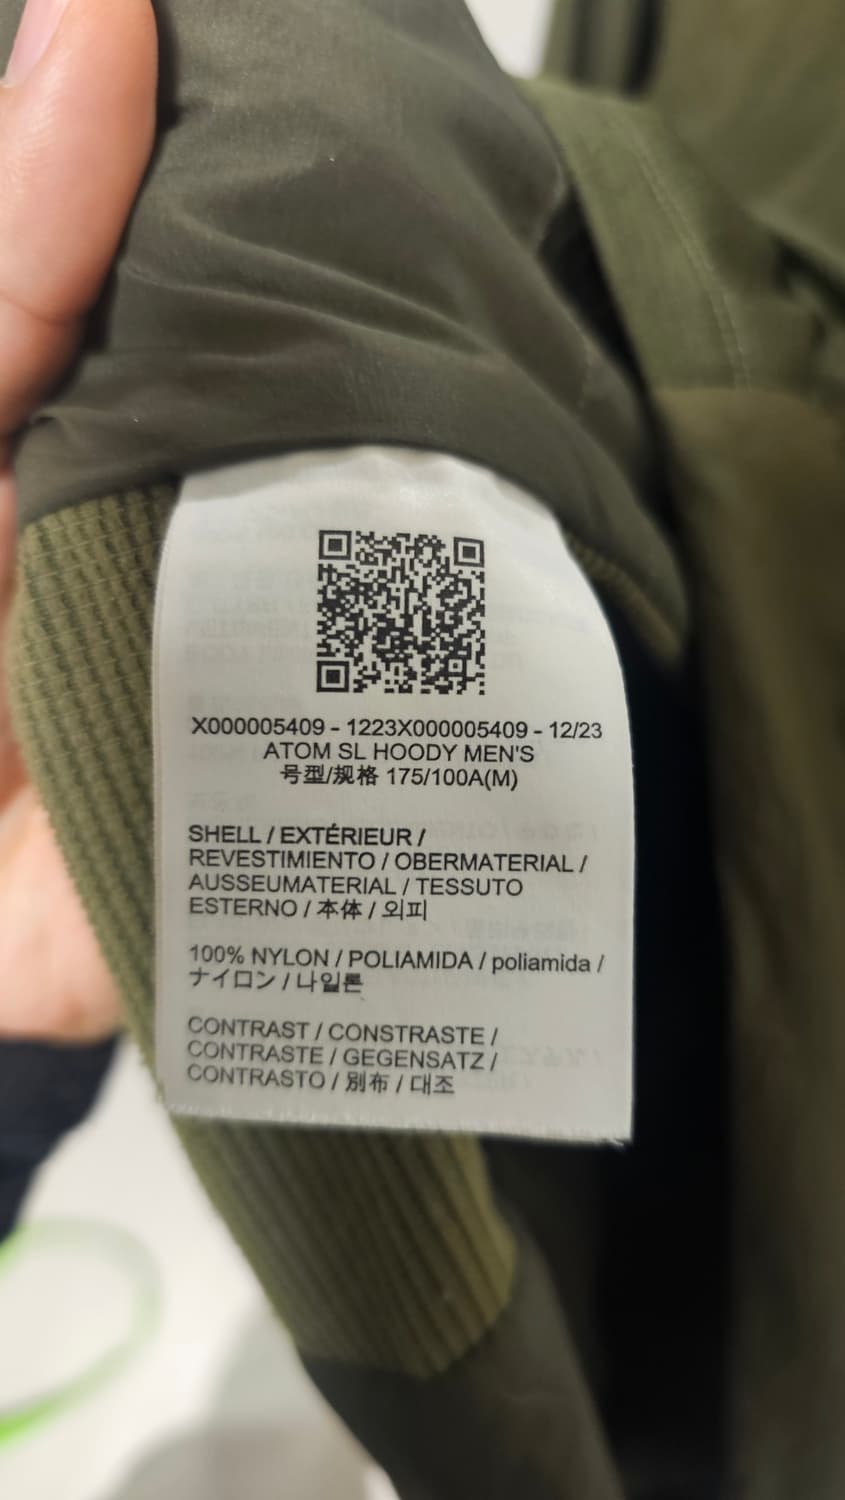 X000005409 - 1223X000005409 - 12/23
ATOM SL HOODY MEN'S
号型/规格 175/100A(M)
SHELL / EXTÉRIEUR /
REVESTIMIENTO / OBERMATERIAL /
AUSSEUMATERIAL / TESSUTO
ESTERNO / 本体 / 외피
100% NYLON / POLIAMIDA / poliamida /
ナイロン / 나일론
CONTRAST / CONSTRASTE /
CONTRASTE / GEGENSATZ /
CONTRASTO / 別布 / 대조